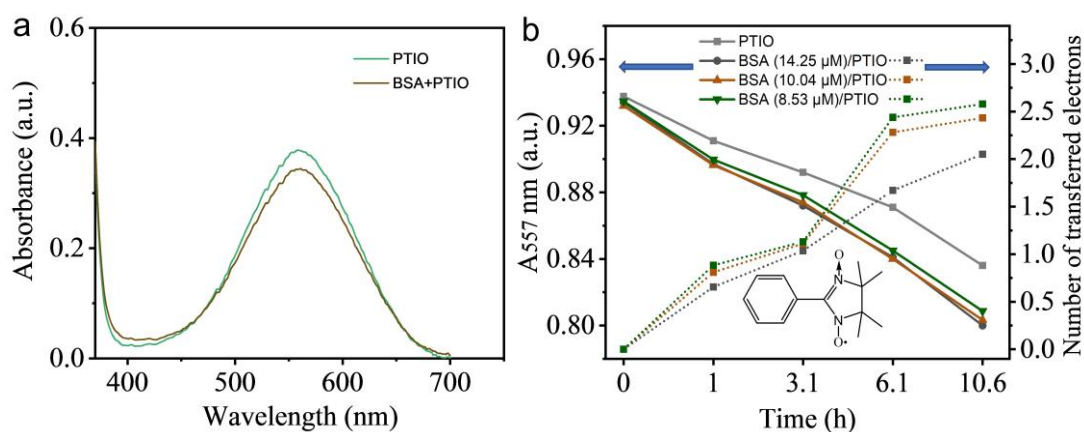 a
0.6
0.4
0.2
0.0
Absorbance (a.u.)
400 500 600 700
Wavelength (nm)
PTIO
BSA+PTIO
b
0.96
0.92
0.88
0.84
0.80
A557 nm (a.u.)
PTIO
BSA (14.25 µM)/PTIO
BSA (10.04 µM)/PTIO
BSA (8.53 µM)/PTIO
3.0
2.5
2.0
1.5
1.0
0.5
0.0
Number of transferred electrons
O
N
N
O•
0 1 3.1 6.1 10.6
Time (h)